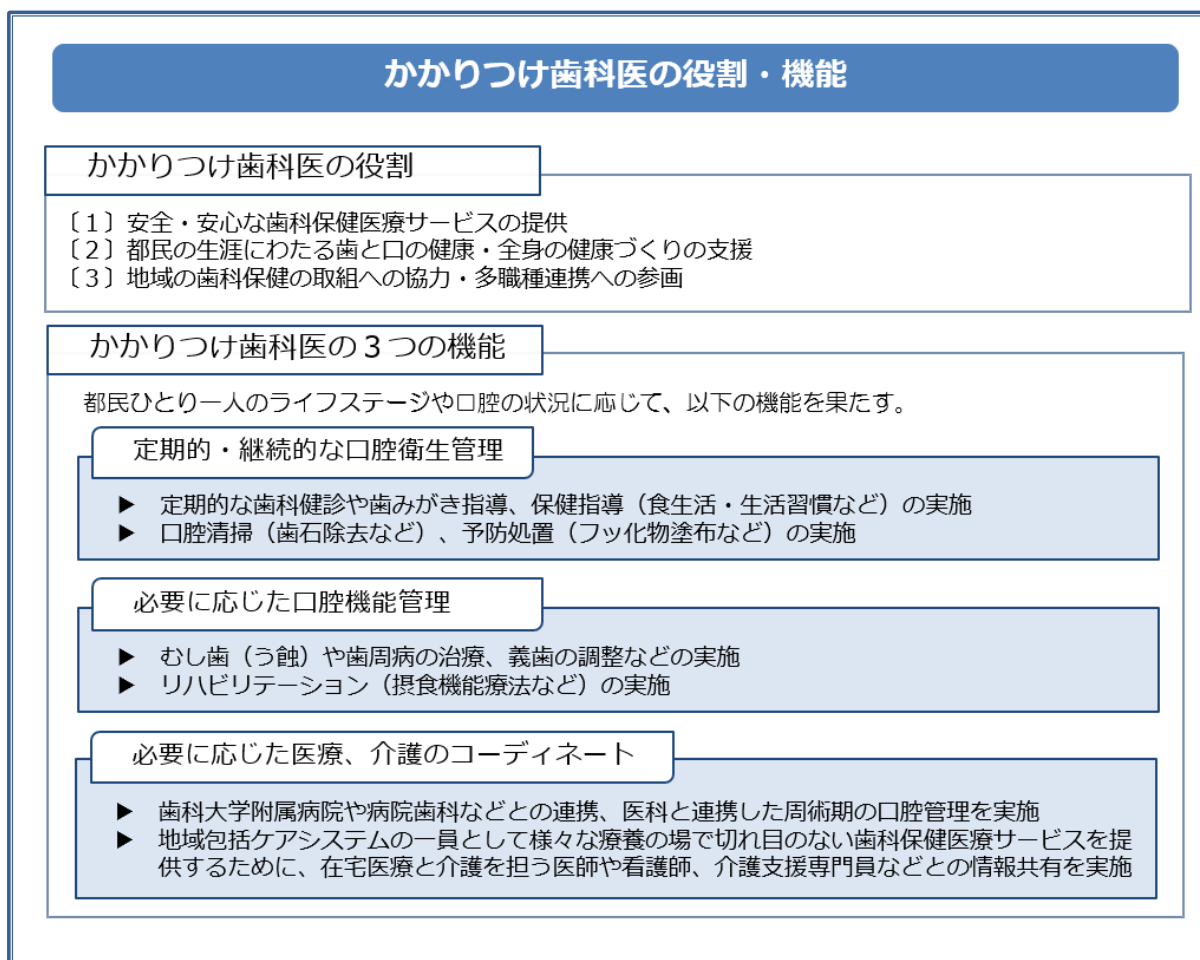 かかりつけ歯科医の役割・機能
かかりつけ歯科医の役割
〔１〕安全・安心な歯科保健医療サービスの提供
〔２〕都民の生涯にわたる歯と口の健康・全身の健康づくりの支援
〔３〕地域の歯科保健の取組への協力・多職種連携への参画
かかりつけ歯科医の３つの機能
都民ひとり一人のライフステージや口腔の状況に応じて、以下の機能を果たす。
定期的・継続的な口腔衛生管理
▶ 定期的な歯科健診や歯みがき指導、保健指導（食生活・生活習慣など）の実施
▶ 口腔清掃（歯石除去など）、予防処置（フッ化物塗布など）の実施
必要に応じた口腔機能管理
▶ むし歯（う蝕）や歯周病の治療、義歯の調整などの実施
▶ リハビリテーション（摂食機能療法など）の実施
必要に応じた医療、介護のコーディネート
▶ 歯科大学附属病院や病院歯科などとの連携、医科と連携した周術期の口腔管理を実施
▶ 地域包括ケアシステムの一員として様々な療養の場で切れ目のない歯科保健医療サービスを提
供するために、在宅医療と介護を担う医師や看護師、介護支援専門員などとの情報共有を実施